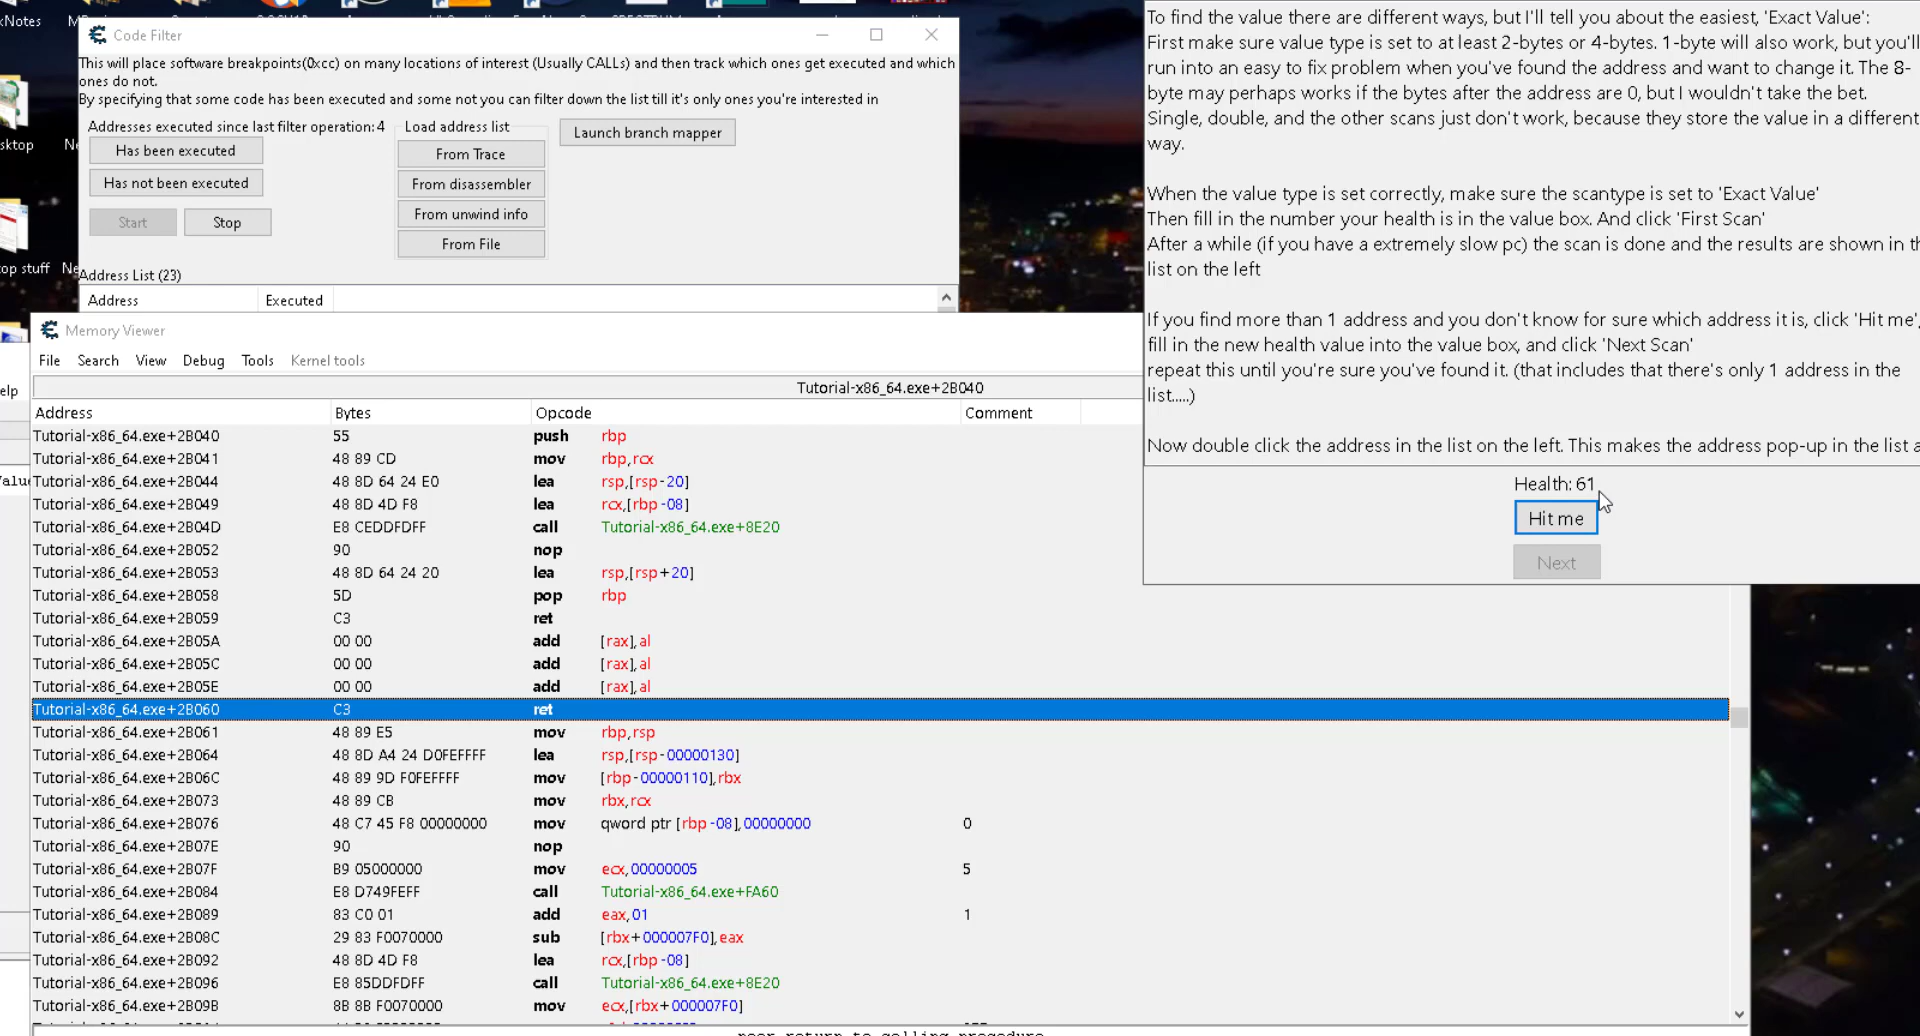 kNotes
Code Filter
This will place software breakpoints(0xcc) on many locations of interest (Usually CALLs) and then track which ones get executed and which
ones do not.
By specifying that some code has been executed and some not you can filter down the list till it's only ones you're interested in
Addresses executed since last filter operation: 4
Load address list
Launch branch mapper
Has been executed
From Trace
Has not been executed
From disassembler
From unwind info
Start
Stop
From File
sktop
Ne
op stuff
Ne
Address List (23)
Address
Executed
To find the value there are different ways, but I'll tell you about the easiest, 'Exact Value':
First make sure value type is set to at least 2-bytes or 4-bytes. 1-byte will also work, but you'll
run into an easy to fix problem when you've found the address and want to change it. The 8-
byte may perhaps works if the bytes after the address are 0, but I wouldn't take the bet.
Single, double, and the other scans just don't work, because they store the value in a different
way.
When the value type is set correctly, make sure the scantype is set to 'Exact Value'
Then fill in the number your health is in the value box. And click 'First Scan'
After a while (if you have a extremely slow pc) the scan is done and the results are shown in th
list on the left
If you find more than 1 address and you don't know for sure which address it is, click 'Hit me',
fill in the new health value into the value box, and click 'Next Scan'
repeat this until you're sure you've found it. (that includes that there's only 1 address in the
list.....)
Now double click the address in the list on the left. This makes the address pop-up in the list a
Health: 61
Hit me
Next
elp
Value
Memory Viewer
File Search View Debug Tools Kernel tools
Tutorial-x86_64.exe+2B040
Address Bytes Opcode Comment
Tutorial-x86_64.exe+2B040 55 push rbp
Tutorial-x86_64.exe+2B041 48 89 CD mov rbp,rcx
Tutorial-x86_64.exe+2B044 48 8D 64 24 E0 lea rsp,[rsp-20]
Tutorial-x86_64.exe+2B049 48 8D 4D F8 lea rcx,[rbp-08]
Tutorial-x86_64.exe+2B04D E8 CEDDFDFF call Tutorial-x86_64.exe+8E20
Tutorial-x86_64.exe+2B052 90 nop
Tutorial-x86_64.exe+2B053 48 8D 64 24 20 lea rsp,[rsp+20]
Tutorial-x86_64.exe+2B058 5D pop rbp
Tutorial-x86_64.exe+2B059 C3 ret
Tutorial-x86_64.exe+2B05A 00 00 add [rax],al
Tutorial-x86_64.exe+2B05C 00 00 add [rax],al
Tutorial-x86_64.exe+2B05E 00 00 add [rax],al
Tutorial-x86_64.exe+2B060 C3 ret
Tutorial-x86_64.exe+2B061 48 89 E5 mov rbp,rsp
Tutorial-x86_64.exe+2B064 48 8D A4 24 D0FEFFFF lea rsp,[rsp-00000130]
Tutorial-x86_64.exe+2B06C 48 89 9D F0FEFFFF mov [rbp-00000110],rbx
Tutorial-x86_64.exe+2B073 48 89 CB mov rbx,rcx
Tutorial-x86_64.exe+2B076 48 C7 45 F8 00000000 mov qword ptr [rbp-08],00000000 0
Tutorial-x86_64.exe+2B07E 90 nop
Tutorial-x86_64.exe+2B07F B9 05000000 mov ecx,00000005 5
Tutorial-x86_64.exe+2B084 E8 D749FEFF call Tutorial-x86_64.exe+FA60
Tutorial-x86_64.exe+2B089 83 C0 01 add eax,01 1
Tutorial-x86_64.exe+2B08C 29 83 F0070000 sub [rbx+000007F0],eax
Tutorial-x86_64.exe+2B092 48 8D 4D F8 lea rcx,[rbp-08]
Tutorial-x86_64.exe+2B096 E8 85DDFDFF call Tutorial-x86_64.exe+8E20
Tutorial-x86_64.exe+2B09B 8B 8B F0070000 mov ecx,[rbx+000007F0]